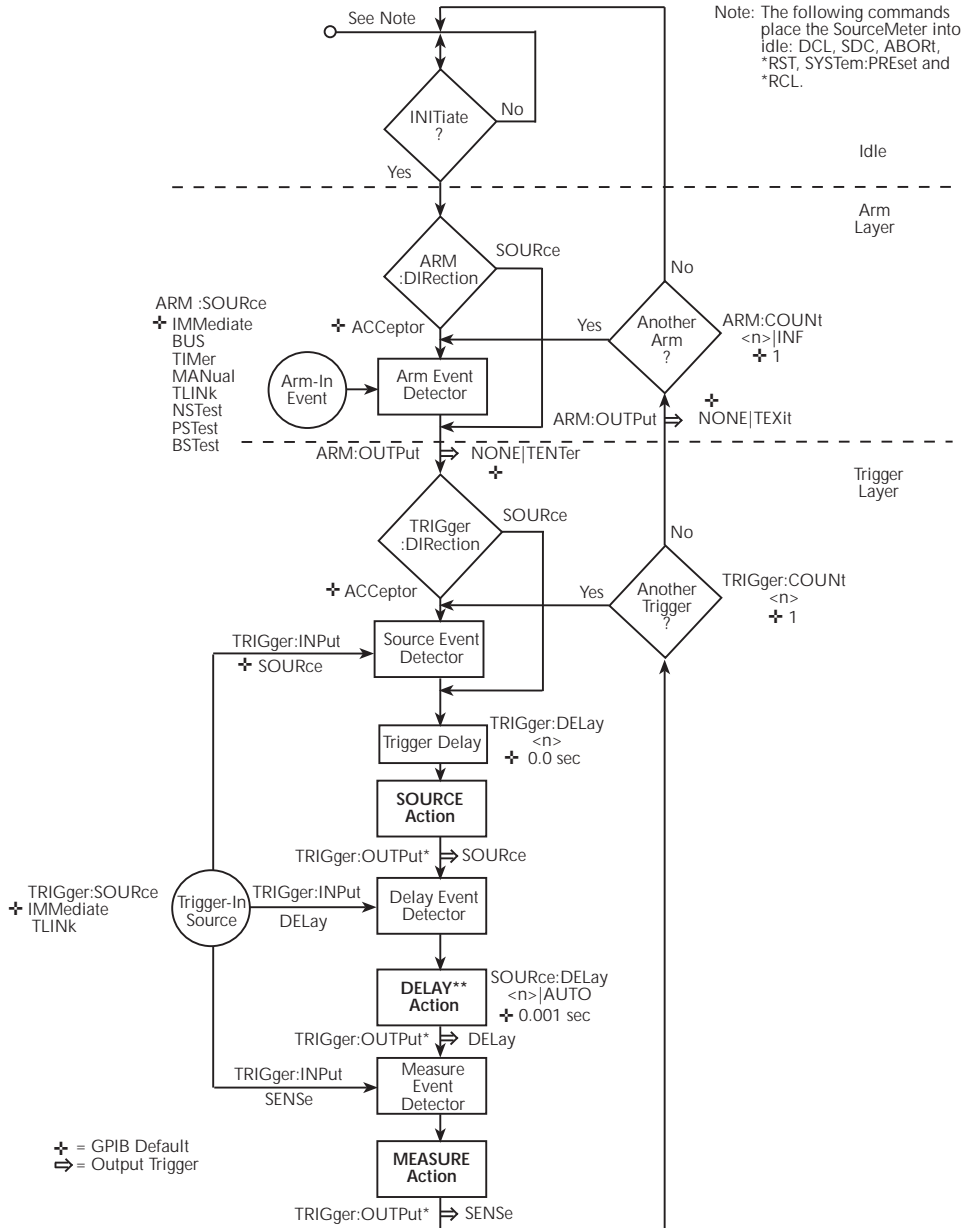 See Note
Note: The following commands
place the SourceMeter into
idle: DCL, SDC, ABORt,
*RST, SYSTem:PREset and
*RCL.
INITiate
?
No
Yes
Idle
Arm
Layer
ARM
:DIRection
SOURce
No
ARM :SOURce
IMMediate
BUS
TIMer
MANual
TLINk
NSTest
PSTest
BSTest
ACCeptor
Yes
Another
Arm
?
ARM:COUNt
<n>|INF
1
Arm-In
Event
Arm Event
Detector
ARM:OUTPut
NONE|TEXit
ARM:OUTPut
NONE|TENTer
Trigger
Layer
TRIGger
:DIRection
SOURce
No
ACCeptor
Yes
Another
Trigger
?
TRIGger:COUNt
<n>
1
TRIGger:INPut
SOURce
Source Event
Detector
Trigger Delay
TRIGger:DELay
<n>
0.0 sec
SOURCE
Action
TRIGger:OUTPut*
SOURce
TRIGger:SOURce
IMMediate
TLINk
Trigger-In
Source
TRIGger:INPut
DELay
Delay Event
Detector
DELAY**
Action
SOURce:DELay
<n>|AUTO
0.001 sec
TRIGger:OUTPut*
DELay
TRIGger:INPut
SENSe
Measure
Event
Detector
= GPIB Default
= Output Trigger
MEASURE
Action
TRIGger:OUTPut*
SENSe